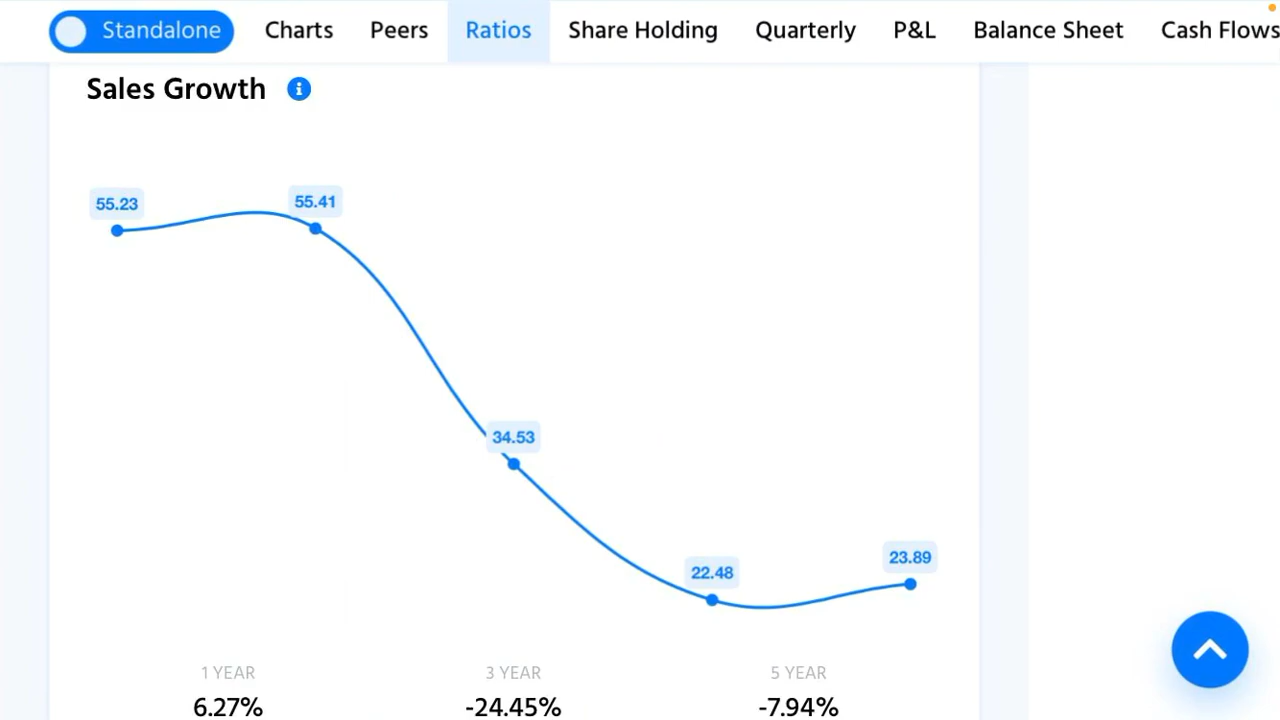 Standalone Charts Peers Ratios Share Holding Quarterly P&L Balance Sheet Cash Flows
Sales Growth
55.23
55.41
34.53
22.48
23.89
1 YEAR 3 YEAR 5 YEAR
6.27% -24.45% -7.94%